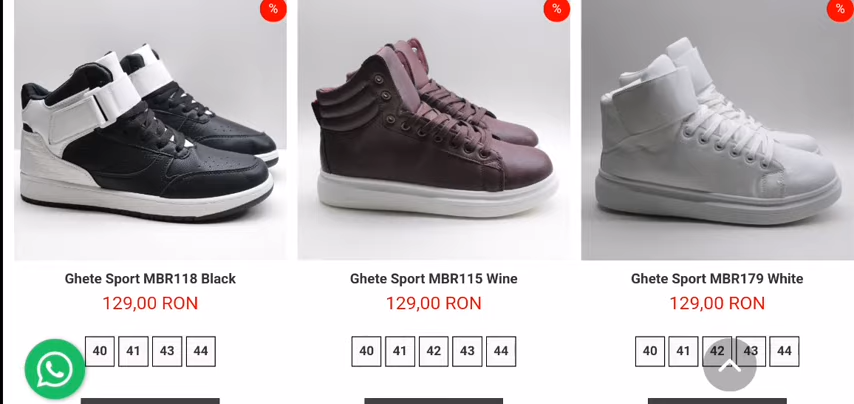 % % %
Ghete Sport MBR118 Black
129,00 RON
40 41 43 44
Ghete Sport MBR115 Wine
129,00 RON
40 41 42 43 44
Ghete Sport MBR179 White
129,00 RON
40 41 42 43 44